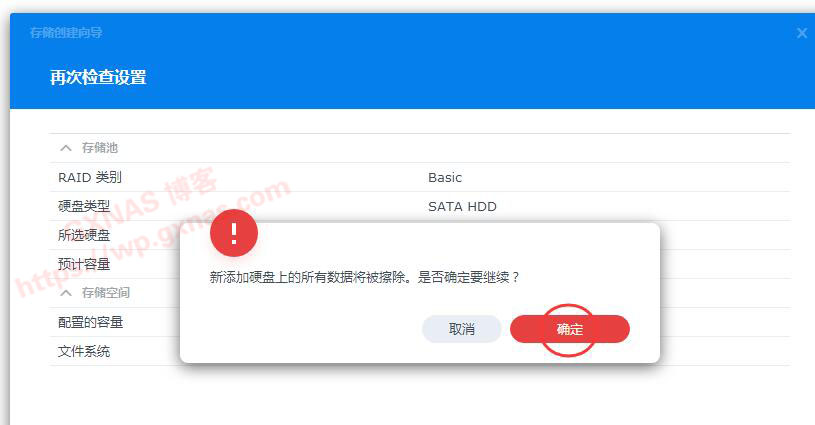 存储创建向导
再次检查设置
存储池
RAID 类别 Basic
硬盘类型 SATA HDD
所选硬盘
预计容量
新添加硬盘上的所有数据将被擦除。是否确定要继续？
取消 确定
存储空间
配置的容量
文件系统
GXNAS 博客
https://wp.gxnas.com